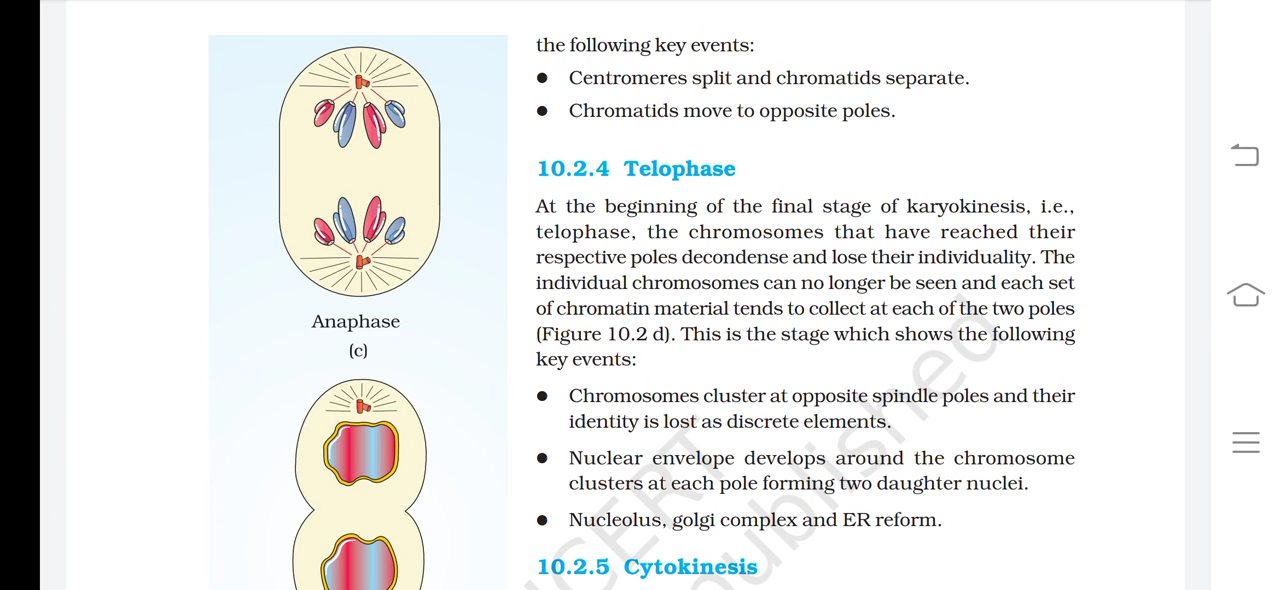 the following key events:
● Centromeres split and chromatids separate.
● Chromatids move to opposite poles.
10.2.4 Telophase
At the beginning of the final stage of karyokinesis, i.e.,
telophase, the chromosomes that have reached their
respective poles decondense and lose their individuality. The
individual chromosomes can no longer be seen and each set
of chromatin material tends to collect at each of the two poles
(Figure 10.2 d). This is the stage which shows the following
key events:
● Chromosomes cluster at opposite spindle poles and their
identity is lost as discrete elements.
● Nuclear envelope develops around the chromosome
clusters at each pole forming two daughter nuclei.
● Nucleolus, golgi complex and ER reform.
10.2.5 Cytokinesis
Anaphase
(c)